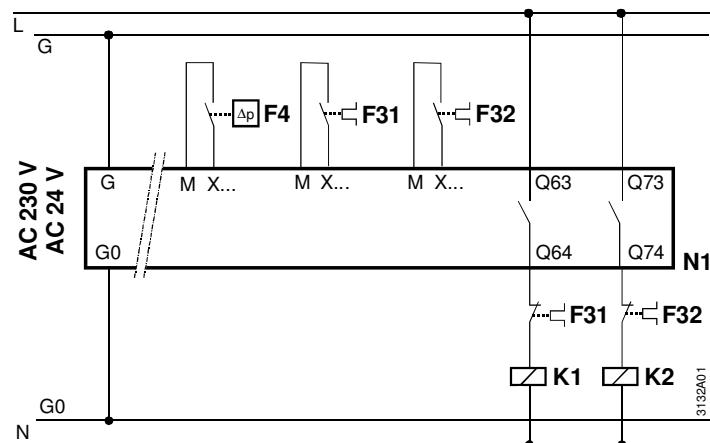 L
G
Δp F4 F31 F32
AC 230 V
AC 24 V
G M X... M X... M X... Q63 Q73
G0 Q64 Q74
N1
F31 F32
K1 K2
3132A01
G0
N